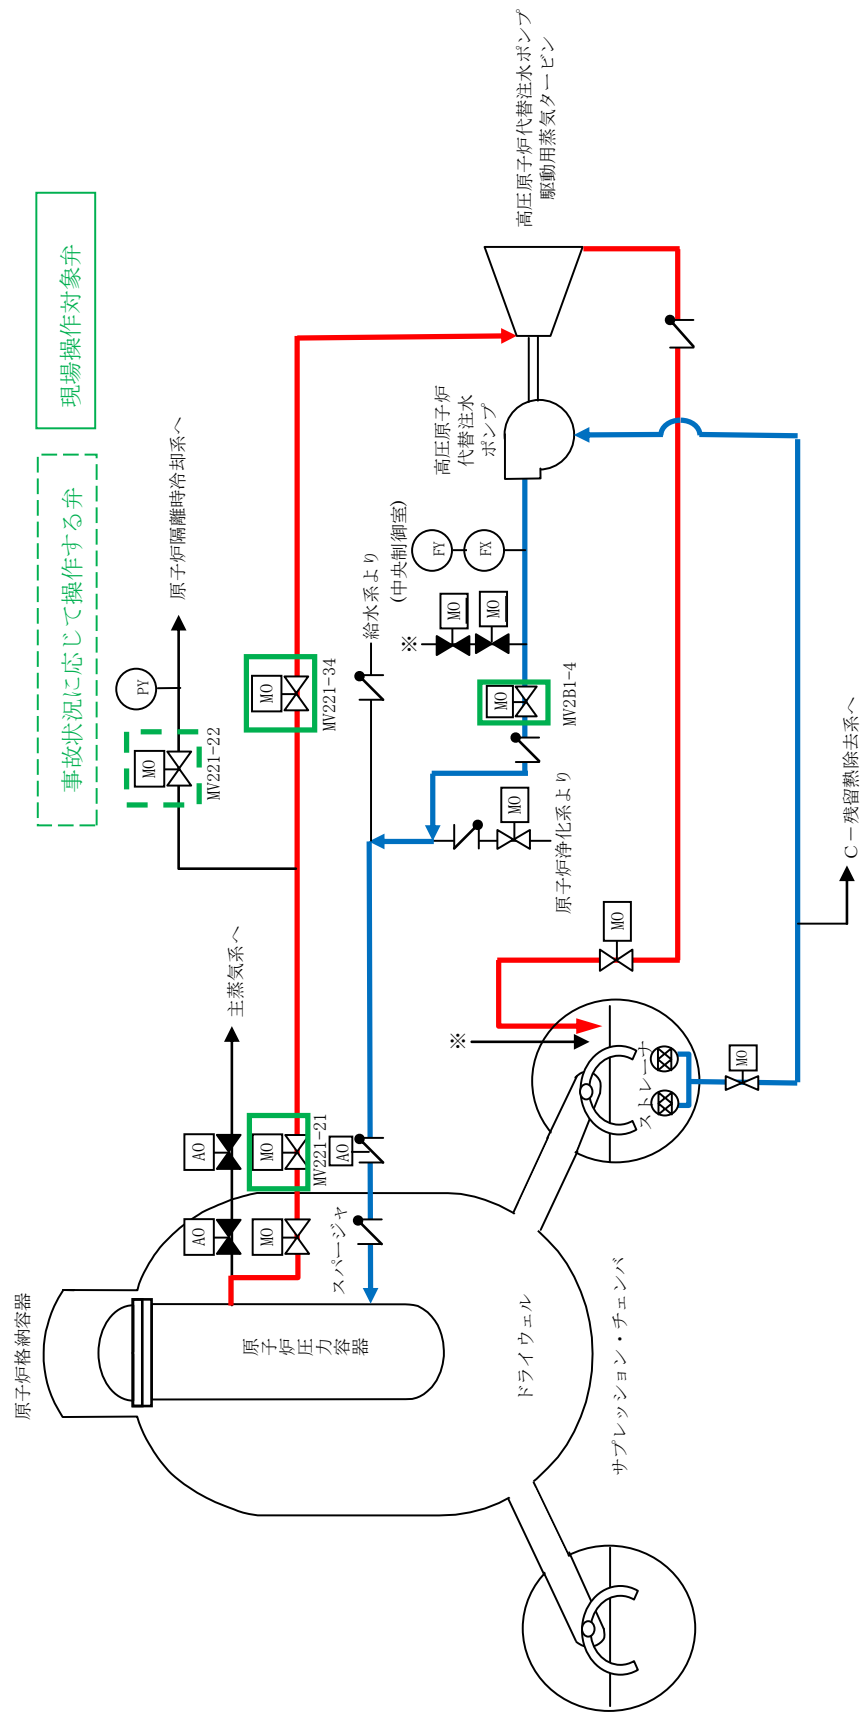 原子炉格納容器
原子炉圧力容器
ドライウェル
サプレッション・チェンバ
スパージャ
ストレーナ
AO
AO
主蒸気系へ
MO
MO
MV221-21
AO
MO
MV221-22
PY
原子炉隔離時冷却系へ
MO
MV221-34
給水系より
(中央制御室)
FY
FX
※
MO
MO
MO
MV2B1-4
MO
原子炉浄化系より
高圧原子炉
代替注水
ポンプ
高圧原子炉代替注水ポンプ
駆動用蒸気タービン
MO
※
MO
C-残留熱除去系へ
事故状況に応じて操作する弁
現場操作対象弁